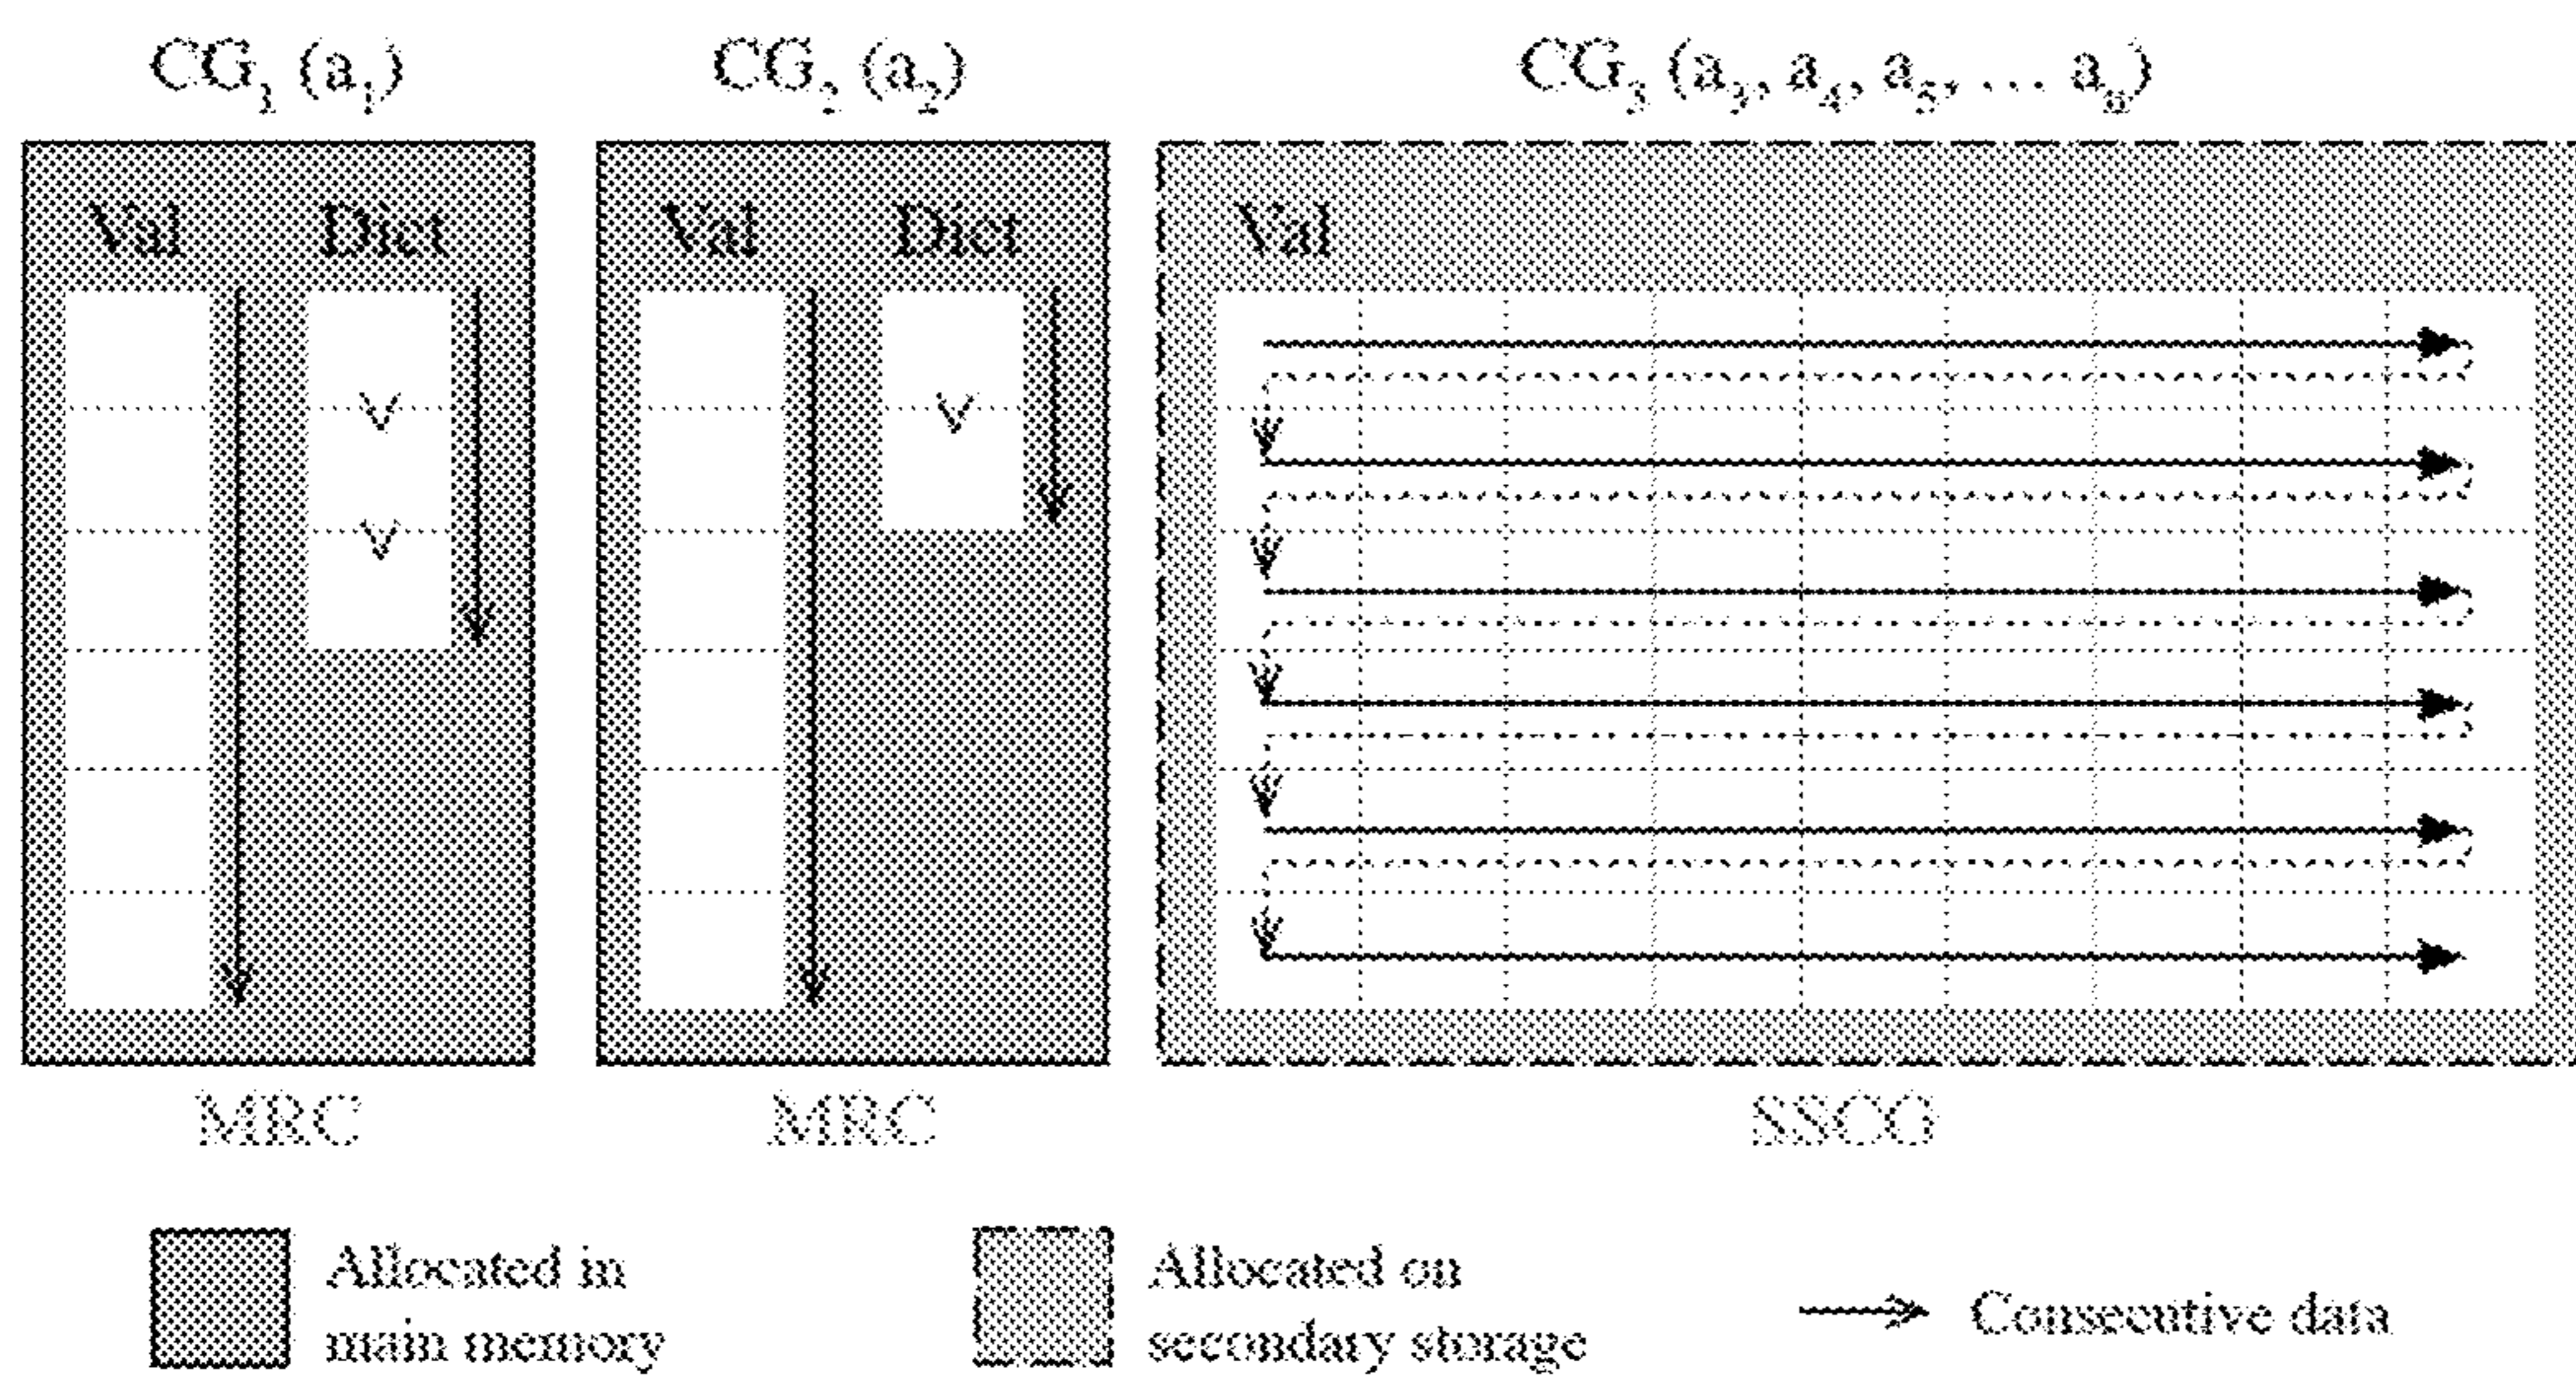 CG₁ (a₁)
CG₂ (a₂)
CG₃ (a₃, a₄, a₅, … aₙ)
Val
Dict
Val
Dict
Val
<
<
<
MRC
MRC
SSCG
Allocated in
main memory
Allocated on
secondary storage
Consecutive data